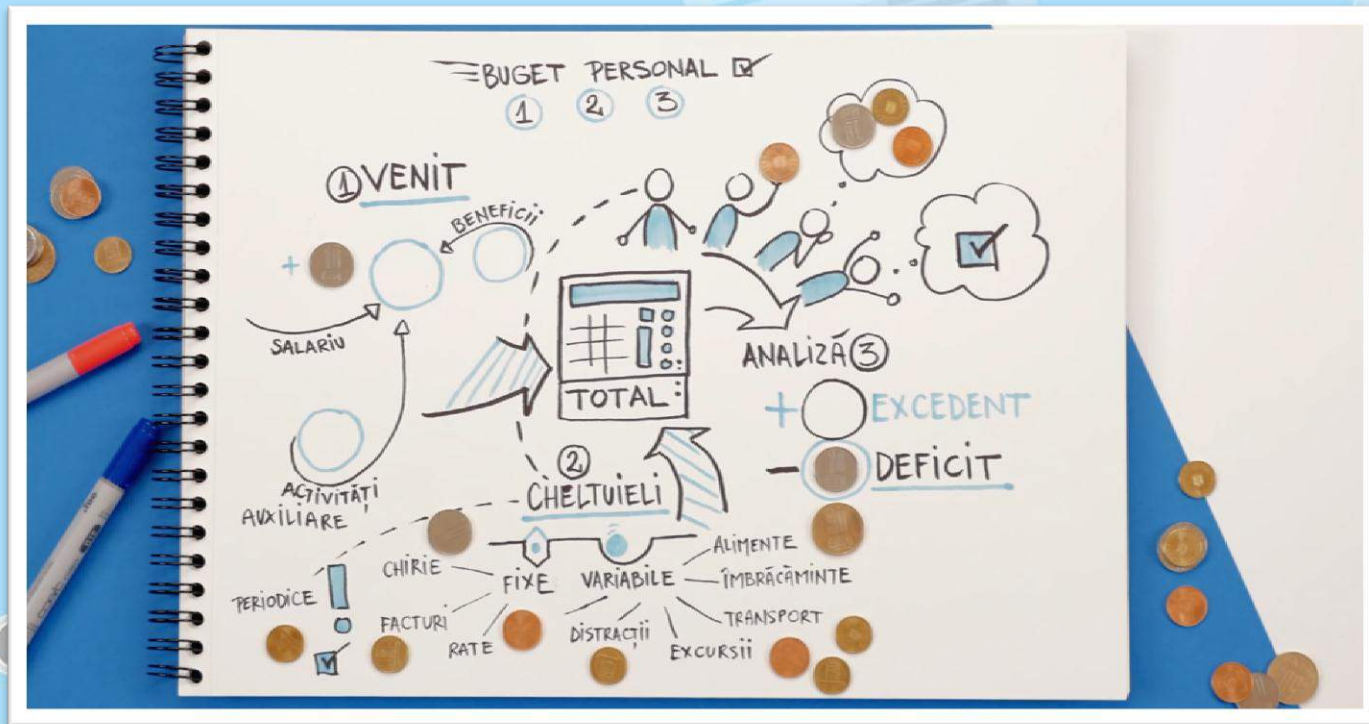 BUGET PERSONAL
1 2 3
1 VENIT
BENEFICII
+
SALARIU
ACTIVITĂȚI
AUXILIARE
TOTAL:
ANALIZĂ 3
+ EXCEDENT
- DEFICIT
2
CHELTUIELI
PERIODICE
CHIRIE
FACTURI
RATE
FIXE
VARIABILE
ALIMENTE
ÎMBRĂCĂMINTE
TRANSPORT
EXCURSII
DISTRACȚII